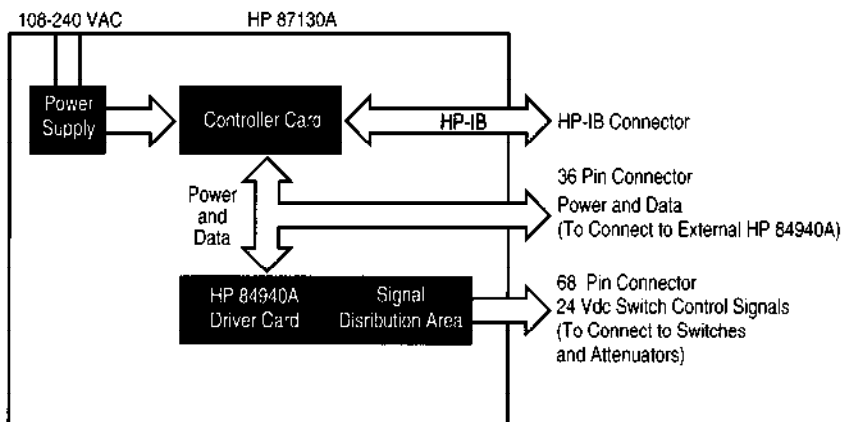 108-240 VAC
HP 87130A
Power
Supply
Controller Card
HP-IB
HP-IB Connector
Power
and
Data
36 Pin Connector
Power and Data
(To Connect to External HP 84940A)
HP 84940A
Driver Card
Signal
Disribution Area
68 Pin Connector
24 Vdc Switch Control Signals
(To Connect to Switches
and Attenuators)